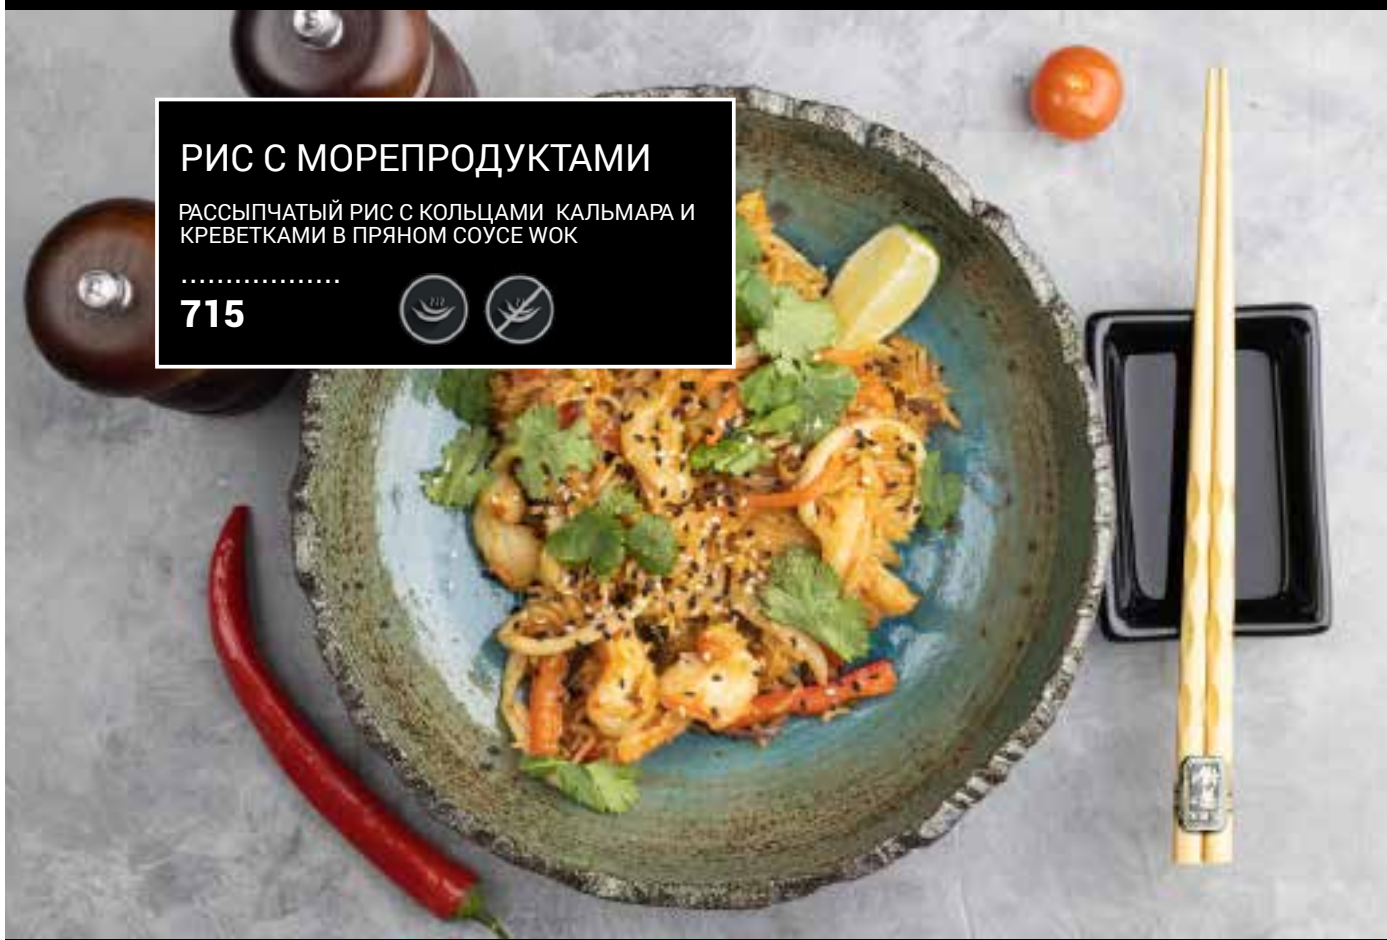 РИС С МОРЕПРОДУКТАМИ
РАССЫПЧАТЫЙ РИС С КОЛЬЦАМИ КАЛЬМАРА И
КРЕВЕТКАМИ В ПРЯНОМ СОУСЕ WOK
..................
715